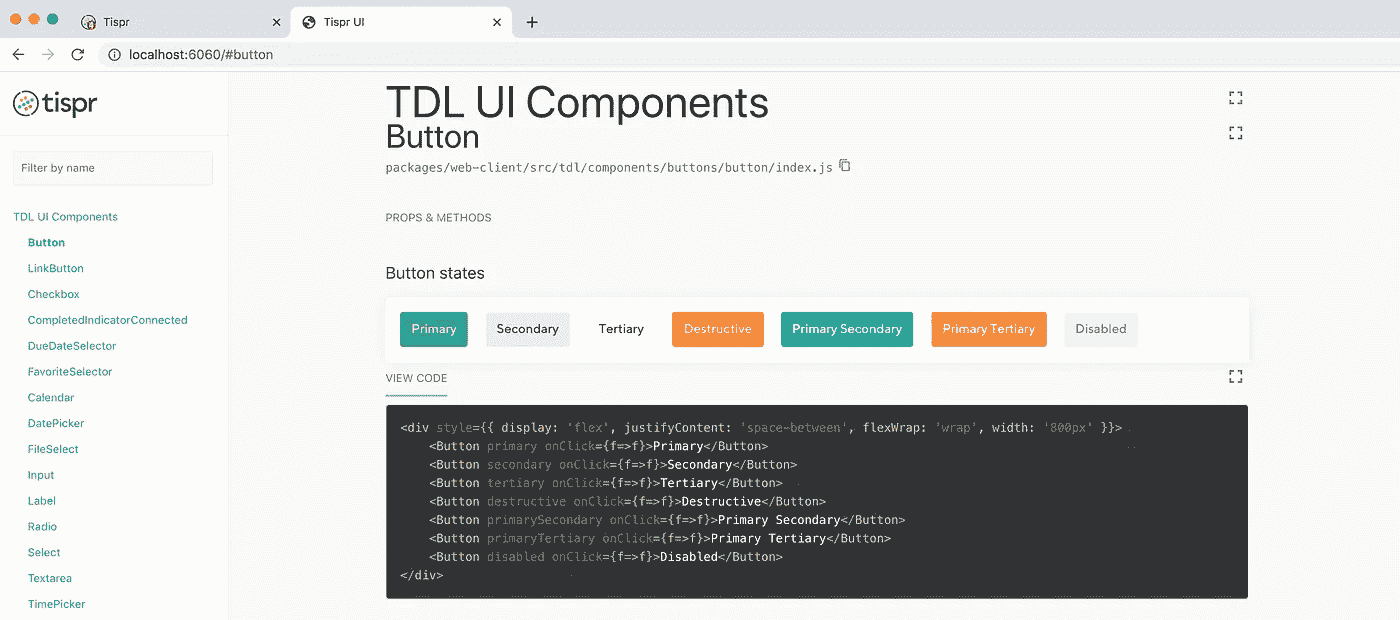 Tispr
Tispr UI
localhost:6060/#button
tispr
Filter by name
TDL UI Components
Button
LinkButton
Checkbox
CompletedIndicatorConnected
DueDateSelector
FavoriteSelector
Calendar
DatePicker
FileSelect
Input
Label
Radio
Select
Textarea
TimePicker
TDL UI Components
Button
packages/web-client/src/tdl/components/buttons/button/index.js
PROPS & METHODS
Button states
Primary Secondary Tertiary Destructive Primary Secondary Primary Tertiary Disabled
VIEW CODE
<div style={{ display: 'flex', justifyContent: 'space-between', flexWrap: 'wrap', width: '800px' }}>
<Button primary onClick={f=>f}>Primary</Button>
<Button secondary onClick={f=>f}>Secondary</Button>
<Button tertiary onClick={f=>f}>Tertiary</Button>
<Button destructive onClick={f=>f}>Destructive</Button>
<Button primarySecondary onClick={f=>f}>Primary Secondary</Button>
<Button primaryTertiary onClick={f=>f}>Primary Tertiary</Button>
<Button disabled onClick={f=>f}>Disabled</Button>
</div>